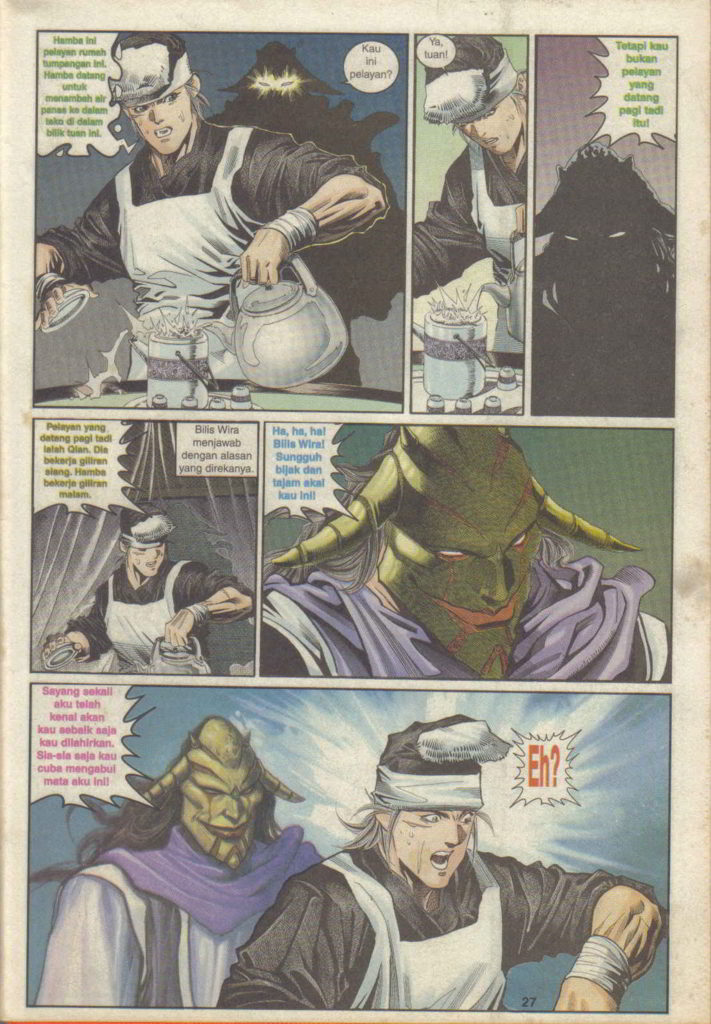 Hamba ini
pelayan rumah
tumpangan ini.
Hamba datang
untuk
menambah air
panas ke dalam
teko di dalam
bilik tuan ini.
Kau
ini
pelayan?
Ya,
tuan!
Tetapi kau
bukan
pelayan
yang
datang
pagi tadi
itu!
Pelayan yang
datang pagi tadi
ialah Qian. Dia
bekerja giliran
siang. Hamba
bekerja giliran
malam.
Bilis Wira
menjawab
dengan alasan
yang direkanya.
Ha, ha, ha!
Bilis Wira!
Sungguh
bijak dan
tajam akal
kau ini!
Sayang sekali
aku telah
kenal akan
kau sebaik saja
kau dilahirkan.
Sia-sia saja kau
cuba mengabui
mata aku ini!
Eh?
27